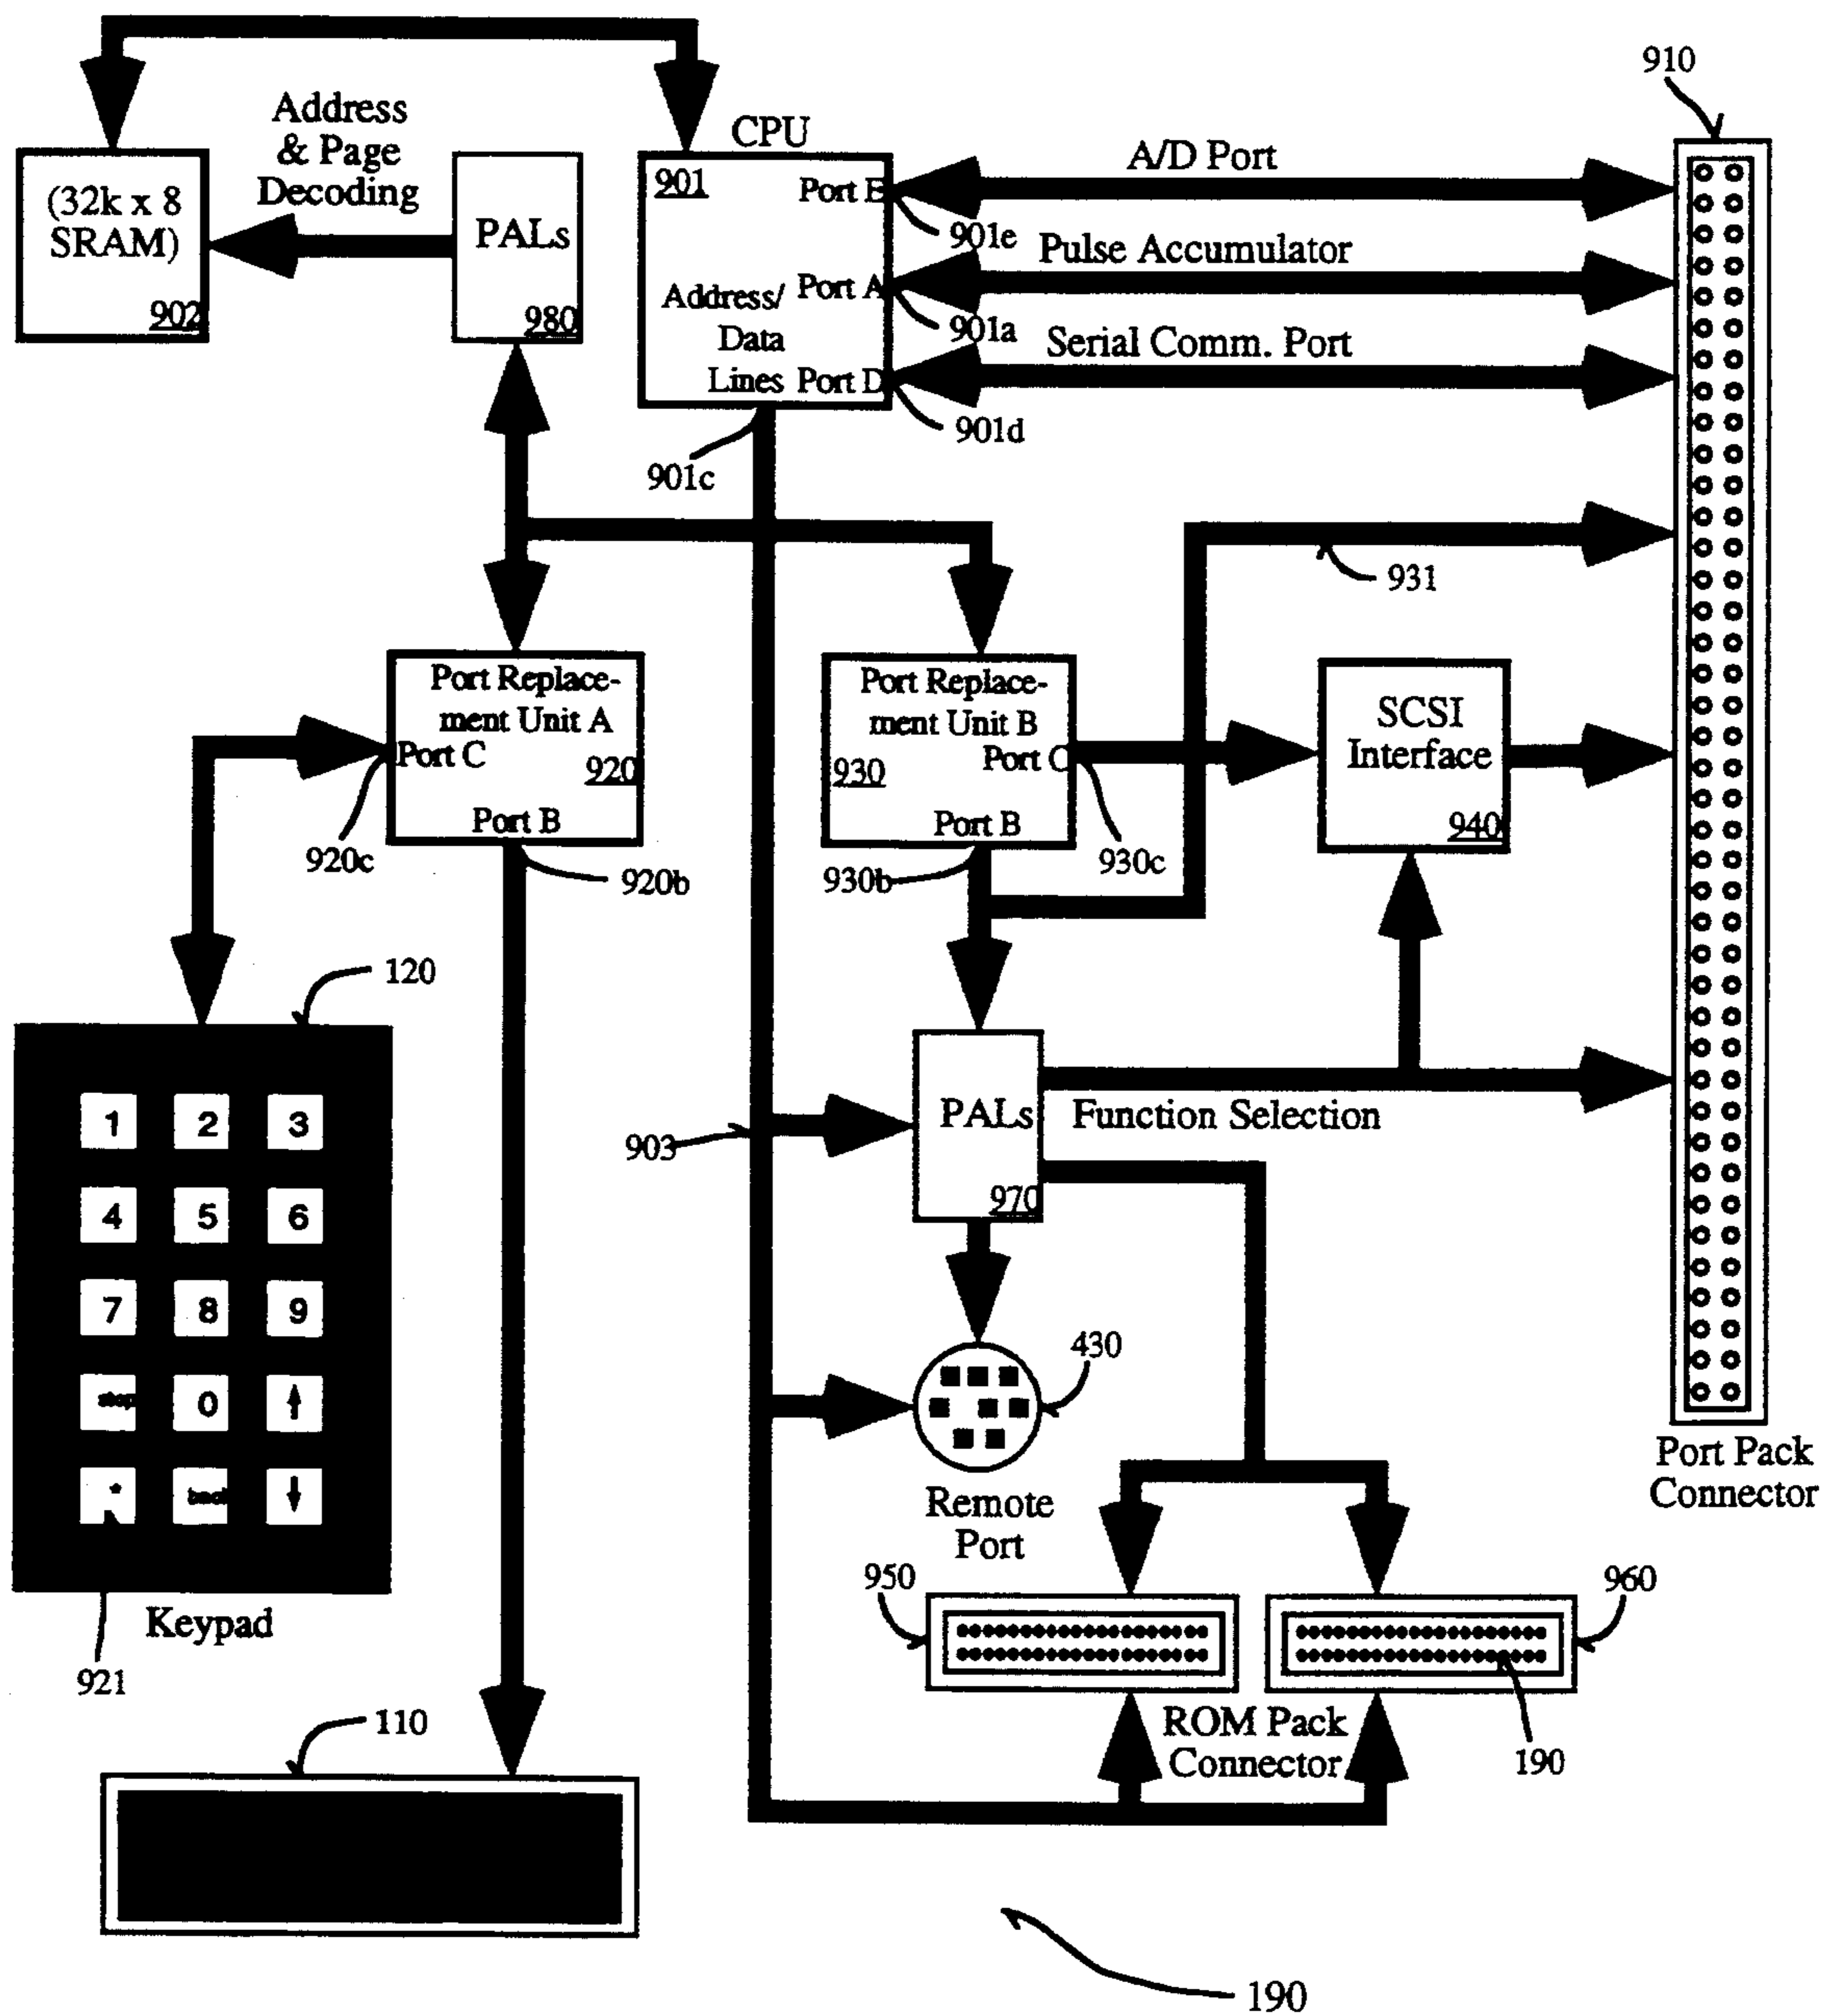 910
Address
& Page
Decoding
CPU
(32k x 8
SRAM)
902
PALs
980
901
Port E
A/D Port
901e
Pulse Accumulator
Address/
Data
Lines
Port A
901a
Serial Comm. Port
Port D
901d
901c
931
Port Replace-
ment Unit A
Port C
920
Port B
920c
920b
Port Replace-
ment Unit B
Port C
930
Port B
930b
930c
SCSI
Interface
940
120
1 2 3
4 5 6
7 8 9
stop 0 ↑
* ↓
921
Keypad
903
PALs
970
Function Selection
430
Remote
Port
Port Pack
Connector
950
960
ROM Pack
Connector
190
110
190